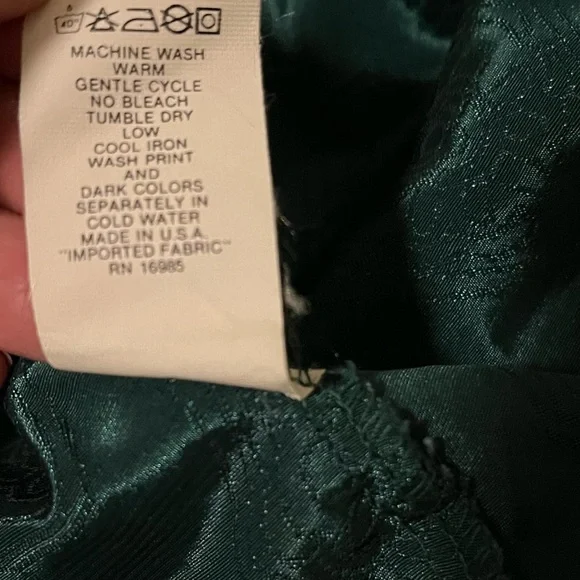 40°
MACHINE WASH
WARM
GENTLE CYCLE
NO BLEACH
TUMBLE DRY
LOW
COOL IRON
WASH PRINT
AND
DARK COLORS
SEPARATELY IN
COLD WATER
MADE IN U.S.A.
"IMPORTED FABRIC"
RN 16985